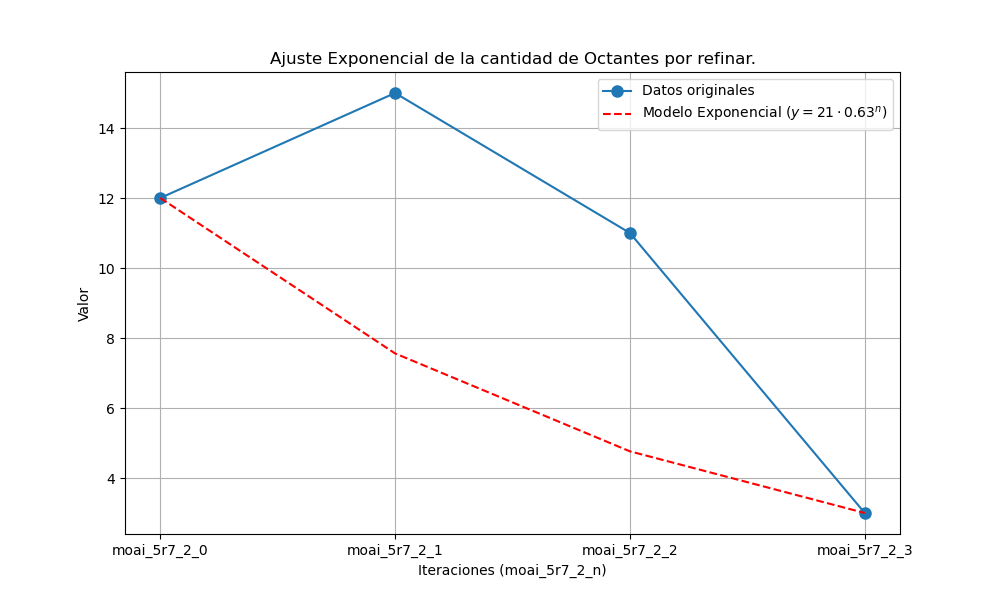 Ajuste Exponencial de la cantidad de Octantes por refinar.
Datos originales
Modelo Exponencial (y = 21 · 0.63ⁿ)
14
12
10
8
6
4
Valor
moai_5r7_2_0 moai_5r7_2_1 moai_5r7_2_2 moai_5r7_2_3
Iteraciones (moai_5r7_2_n)